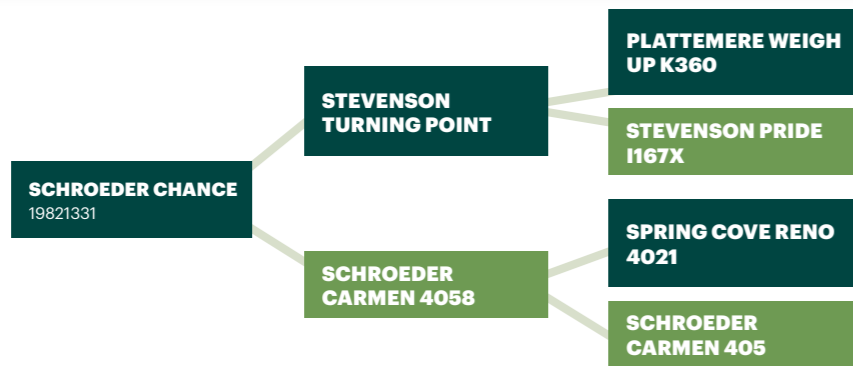 SCHROEDER CHANCE
19821331
STEVENSON
TURNING POINT
SCHROEDER
CARMEN 4058
PLATTEMERE WEIGH
UP K360
STEVENSON PRIDE
I167X
SPRING COVE RENO
4021
SCHROEDER
CARMEN 405